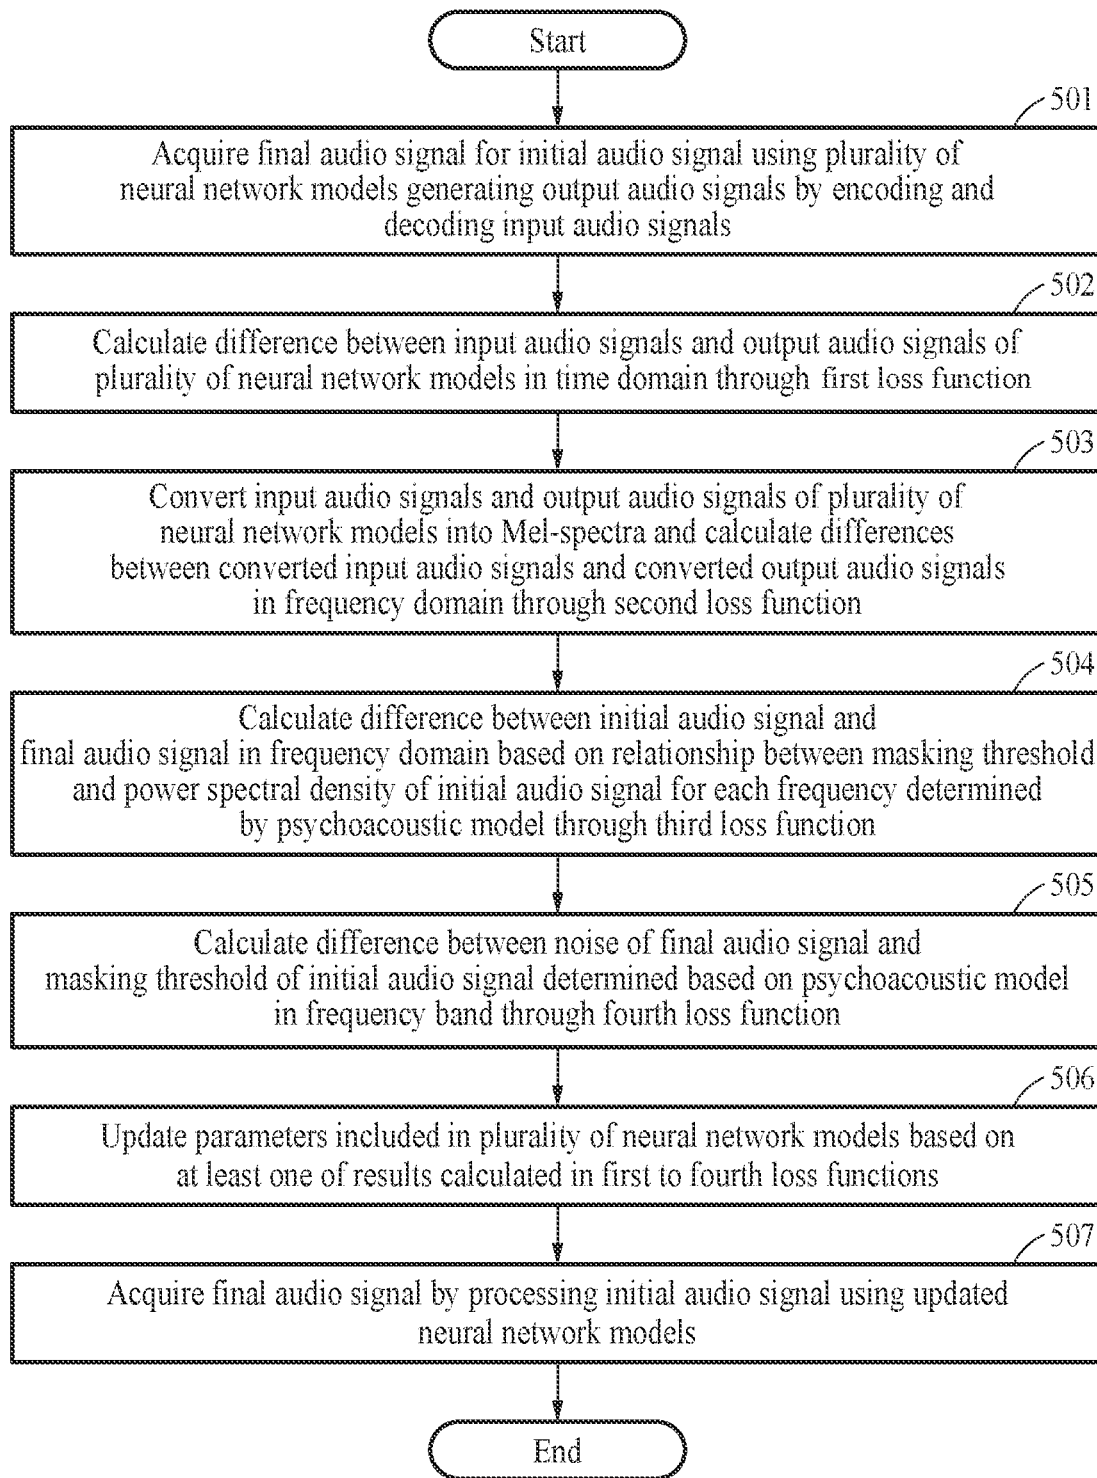 Start
501
Acquire final audio signal for initial audio signal using plurality of
neural network models generating output audio signals by encoding and
decoding input audio signals
502
Calculate difference between input audio signals and output audio signals of
plurality of neural network models in time domain through first loss function
503
Convert input audio signals and output audio signals of plurality of
neural network models into Mel-spectra and calculate differences
between converted input audio signals and converted output audio signals
in frequency domain through second loss function
504
Calculate difference between initial audio signal and
final audio signal in frequency domain based on relationship between masking threshold
and power spectral density of initial audio signal for each frequency determined
by psychoacoustic model through third loss function
505
Calculate difference between noise of final audio signal and
masking threshold of initial audio signal determined based on psychoacoustic model
in frequency band through fourth loss function
506
Update parameters included in plurality of neural network models based on
at least one of results calculated in first to fourth loss functions
507
Acquire final audio signal by processing initial audio signal using updated
neural network models
End